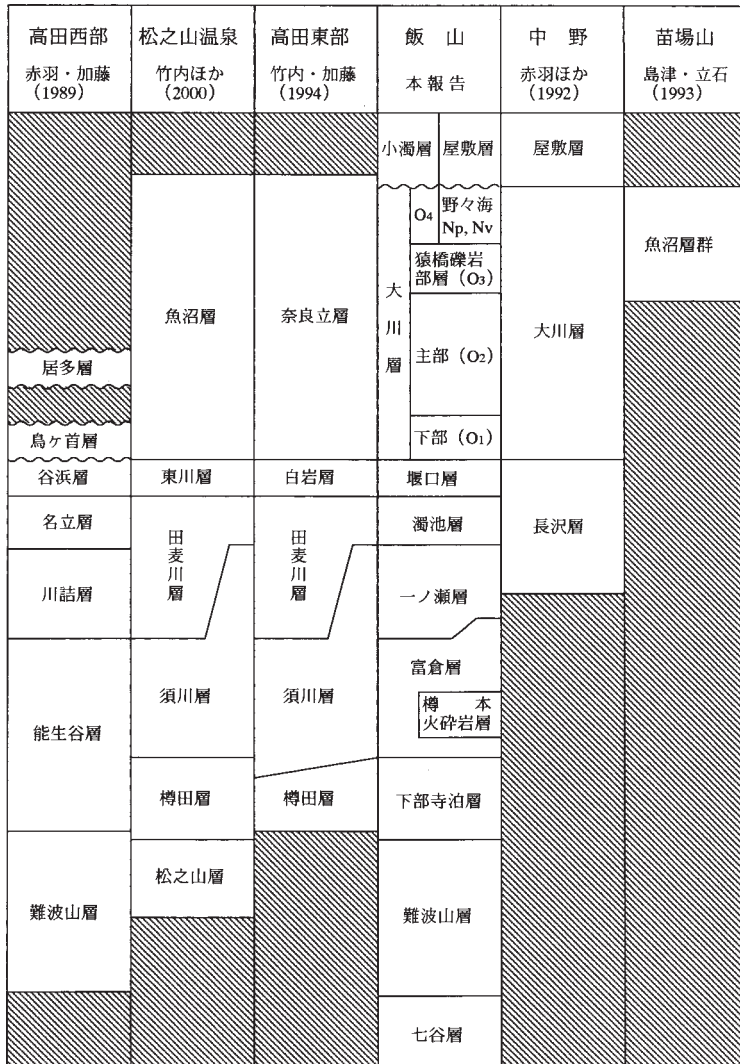 高田西部
赤羽・加藤
(1989)
松之山温泉
竹内ほか
(2000)
高田東部
竹内・加藤
(1994)
飯山
本報告
中野
赤羽ほか
(1992)
苗場山
島津・立石
(1993)
居多層
鳥ヶ首層
谷浜層
名立層
川詰層
能生谷層
難波山層
魚沼層
東川層
田麦川層
須川層
樽田層
松之山層
奈良立層
白岩層
田麦川層
須川層
樽田層
小濁層
屋敷層
大川層
O4
野々海
Np, Nv
猿橋礫岩
部層 (O3)
主部 (O2)
下部 (O1)
堰口層
濁池層
一ノ瀬層
富倉層
樽本
火砕岩層
下部寺泊層
難波山層
七谷層
屋敷層
大川層
長沢層
魚沼層群